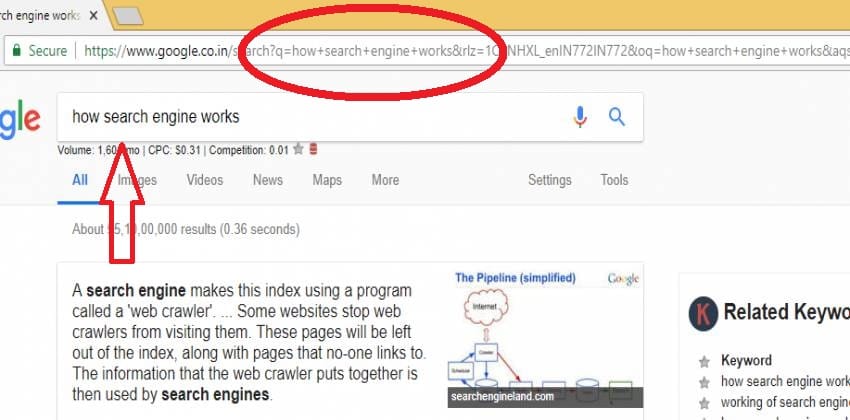 rch engine works
Secure https://www.google.co.in/search?q=how+search+engine+works&rlz=1C NHXL_enIN772IN772&oq=how+search+engine+works&aqs
gle how search engine works
Volume: 1,60 /mo | CPC: $0.31 | Competition: 0.01
All Images Videos News Maps More Settings Tools
About 5,1 ,00,000 results (0.36 seconds)
A search engine makes this index using a program
called a 'web crawler'. ... Some websites stop web
crawlers from visiting them. These pages will be left
out of the index, along with pages that no-one links to.
The information that the web crawler puts together is
then used by search engines.
The Pipeline (simplified) Google
Internet
Crawler
Scheduler
searchengineland.com
K Related Keywo
Keyword
how search engine work
working of search engin